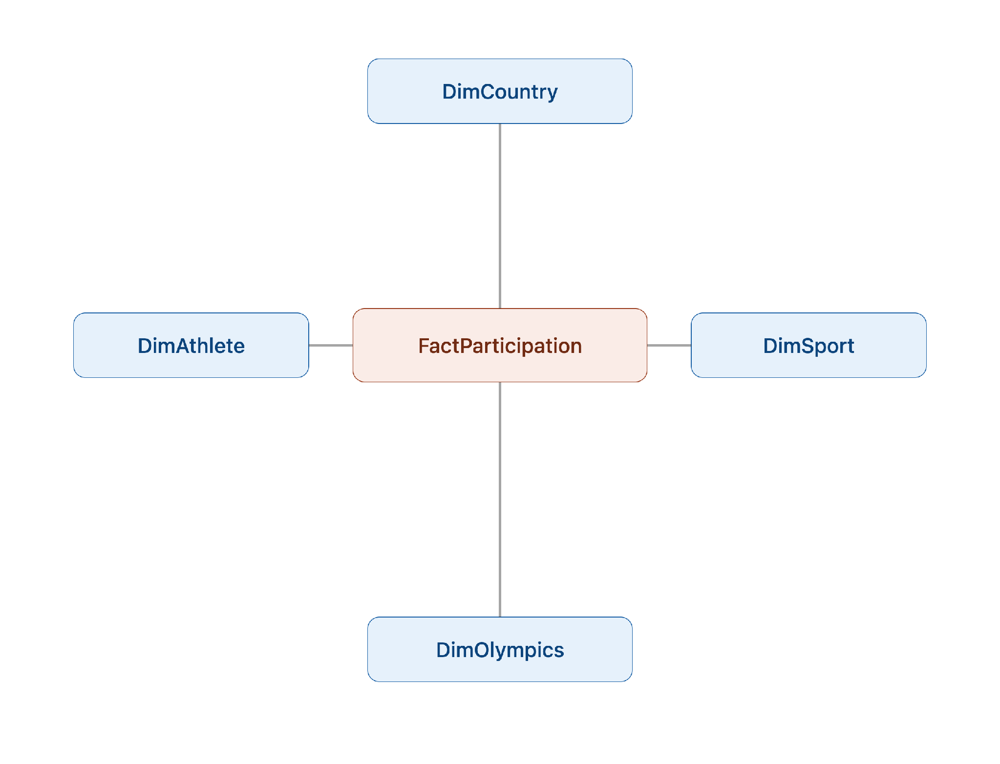 DimCountry
DimAthlete
FactParticipation
DimSport
DimOlympics